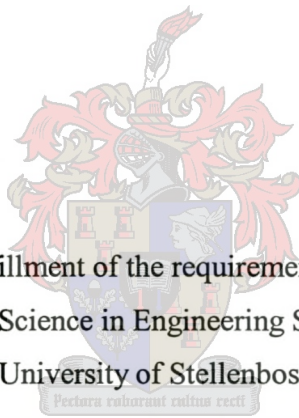 illment of the requireme
Science in Engineering S
University of Stellenbos
Pectora roborant cultus recti